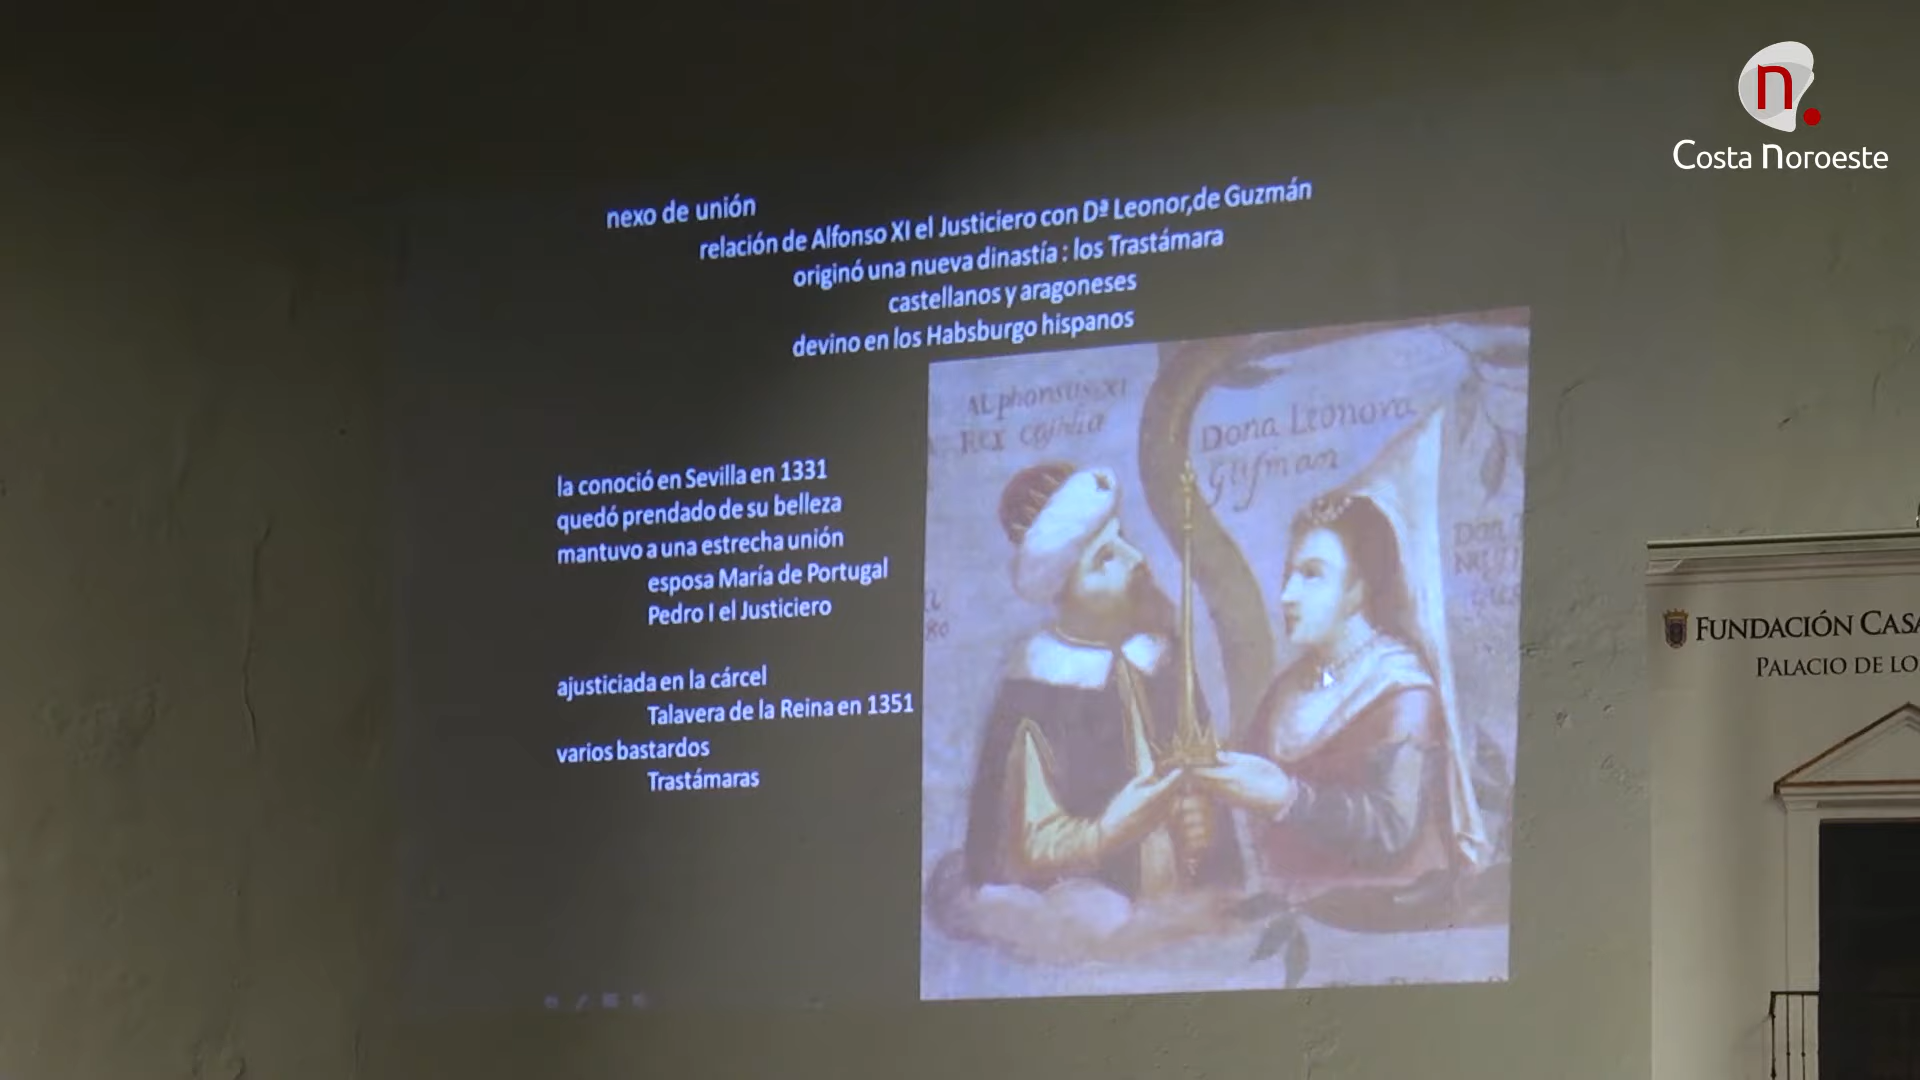 n.
Costa noroeste
nexo de unión
relación de Alfonso XI el Justiciero con Dª Leonor,de Guzmán
originó una nueva dinastía : los Trastámara
castellanos y aragoneses
devino en los Habsburgo hispanos
la conoció en Sevilla en 1331
quedó prendado de su belleza
mantuvo a una estrecha unión
esposa María de Portugal
Pedro I el Justiciero
ajusticiada en la cárcel
Talavera de la Reina en 1351
varios bastardos
Trastámaras
ALphonsus XI
REX
Dona Leonora
Gusman
Don
FUNDACIÓN CASA
PALACIO DE LO